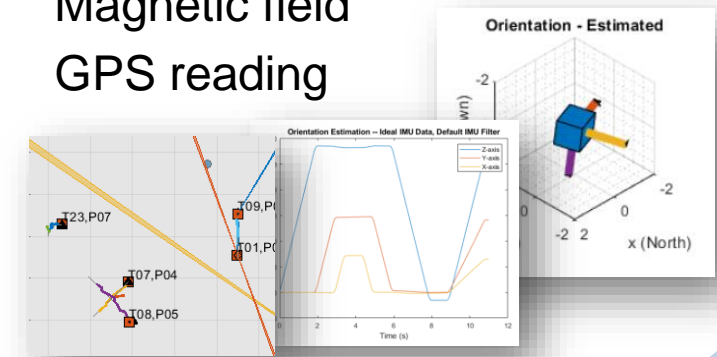 Magnetic field
GPS reading
Orientation - Estimated
-2
wn)
0
-2
0
-2 2
x (North)
Orientation Estimation -- Ideal IMU Data, Default IMU Filter
Z-axis
Y-axis
X-axis
0 2 4 6 8 10 12
Time (s)
T23,P07
T09,P0
T01,P0
T07,P04
T08,P05